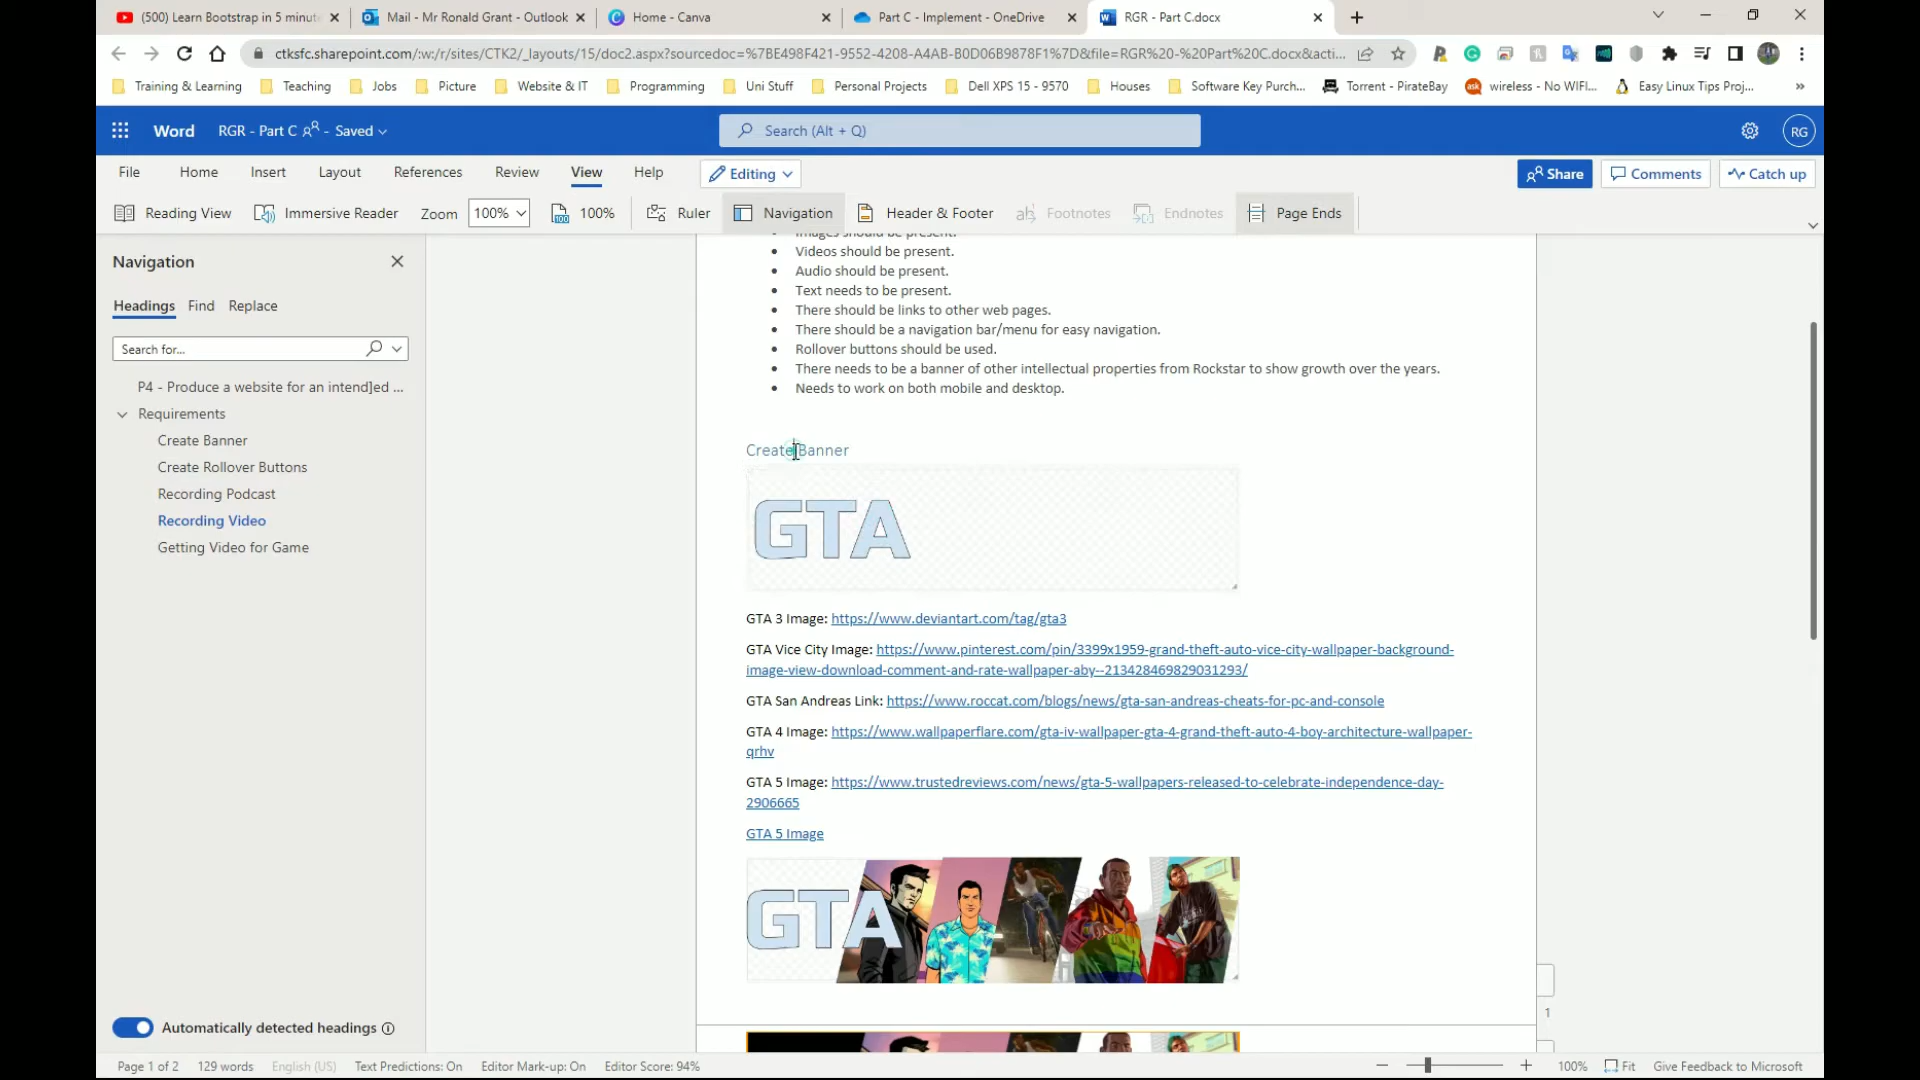 (500) Learn Bootstrap in 5 minute
Mail - Mr Ronald Grant - Outlook
Home - Canva
Part C - Implement - OneDrive
RGR - Part C.docx
ctksfc.sharepoint.com/:w:/r/sites/CTK2/_layouts/15/doc2.aspx?sourcedoc=%7BE498F421-9552-4208-A4AB-B0D06B9878F1%7D&file=RGR%20-%20Part%20C.docx&acti...
Training & Learning
Teaching
Jobs
Picture
Website & IT
Programming
Uni Stuff
Personal Projects
Dell XPS 15 - 9570
Houses
Software Key Purch...
Torrent - PirateBay
ask
wireless - No WIFI...
Easy Linux Tips Proj...
Word
RGR - Part C - Saved
Search (Alt + Q)
RG
File
Home
Insert
Layout
References
Review
View
Help
Editing
Share
Comments
Catch up
Reading View
Immersive Reader
Zoom
100%
100
100%
Ruler
Navigation
Header & Footer
Footnotes
Endnotes
Page Ends
Navigation
Headings
Find
Replace
Search for...
P4 - Produce a website for an intend]ed ...
Requirements
Create Banner
Create Rollover Buttons
Recording Podcast
Recording Video
Getting Video for Game
Automatically detected headings
Images should be present.
Videos should be present.
Audio should be present.
Text needs to be present.
There should be links to other web pages.
There should be a navigation bar/menu for easy navigation.
Rollover buttons should be used.
There needs to be a banner of other intellectual properties from Rockstar to show growth over the years.
Needs to work on both mobile and desktop.
Create Banner
GTA
GTA 3 Image: https://www.deviantart.com/tag/gta3
GTA Vice City Image: https://www.pinterest.com/pin/3399x1959-grand-theft-auto-vice-city-wallpaper-background-
image-view-download-comment-and-rate-wallpaper-aby--213428469829031293/
GTA San Andreas Link: https://www.roccat.com/blogs/news/gta-san-andreas-cheats-for-pc-and-console
GTA 4 Image: https://www.wallpaperflare.com/gta-iv-wallpaper-gta-4-grand-theft-auto-4-boy-architecture-wallpaper-
qrhv
GTA 5 Image: https://www.trustedreviews.com/news/gta-5-wallpapers-released-to-celebrate-independence-day-
2906665
GTA 5 Image
GTA
1
Page 1 of 2
129 words
English (US)
Text Predictions: On
Editor Mark-up: On
Editor Score: 94%
100%
Fit
Give Feedback to Microsoft